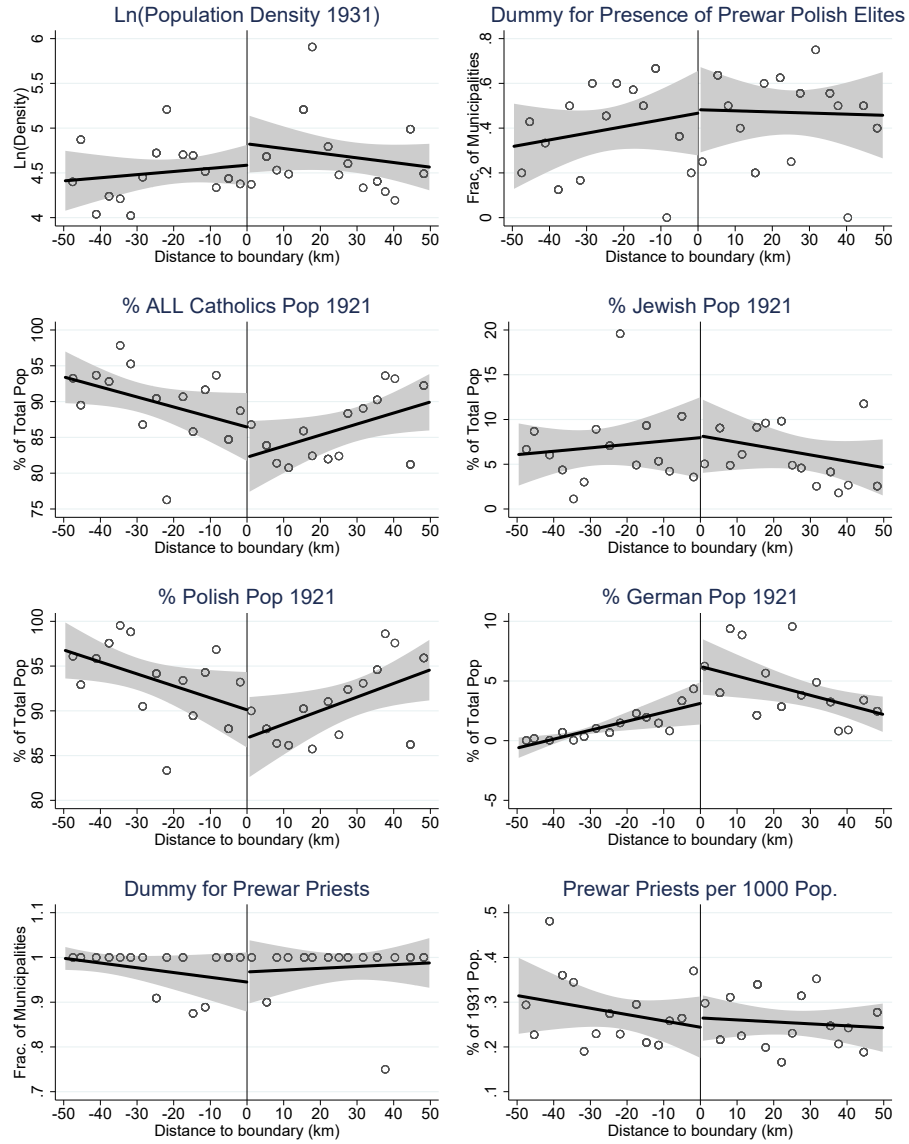 Ln(Population Density 1931)
Ln(Density)
6
5.5
5
4.5
4
-50 -40 -30 -20 -10 0 10 20 30 40 50
Distance to boundary (km)
Dummy for Presence of Prewar Polish Elites
Frac. of Municipalities
.8
.6
.4
.2
0
-50 -40 -30 -20 -10 0 10 20 30 40 50
Distance to boundary (km)
% ALL Catholics Pop 1921
% of Total Pop
100
95
90
85
80
75
-50 -40 -30 -20 -10 0 10 20 30 40 50
Distance to boundary (km)
% Jewish Pop 1921
% of Total Pop
20
15
10
5
0
-50 -40 -30 -20 -10 0 10 20 30 40 50
Distance to boundary (km)
% Polish Pop 1921
% of Total Pop
100
95
90
85
80
-50 -40 -30 -20 -10 0 10 20 30 40 50
Distance to boundary (km)
% German Pop 1921
% of Total Pop
10
5
0
-5
-50 -40 -30 -20 -10 0 10 20 30 40 50
Distance to boundary (km)
Dummy for Prewar Priests
Frac. of Municipalities
1.1
1
.9
.8
.7
-50 -40 -30 -20 -10 0 10 20 30 40 50
Distance to boundary (km)
Prewar Priests per 1000 Pop.
% of 1931 Pop.
.5
.4
.3
.2
.1
-50 -40 -30 -20 -10 0 10 20 30 40 50
Distance to boundary (km)